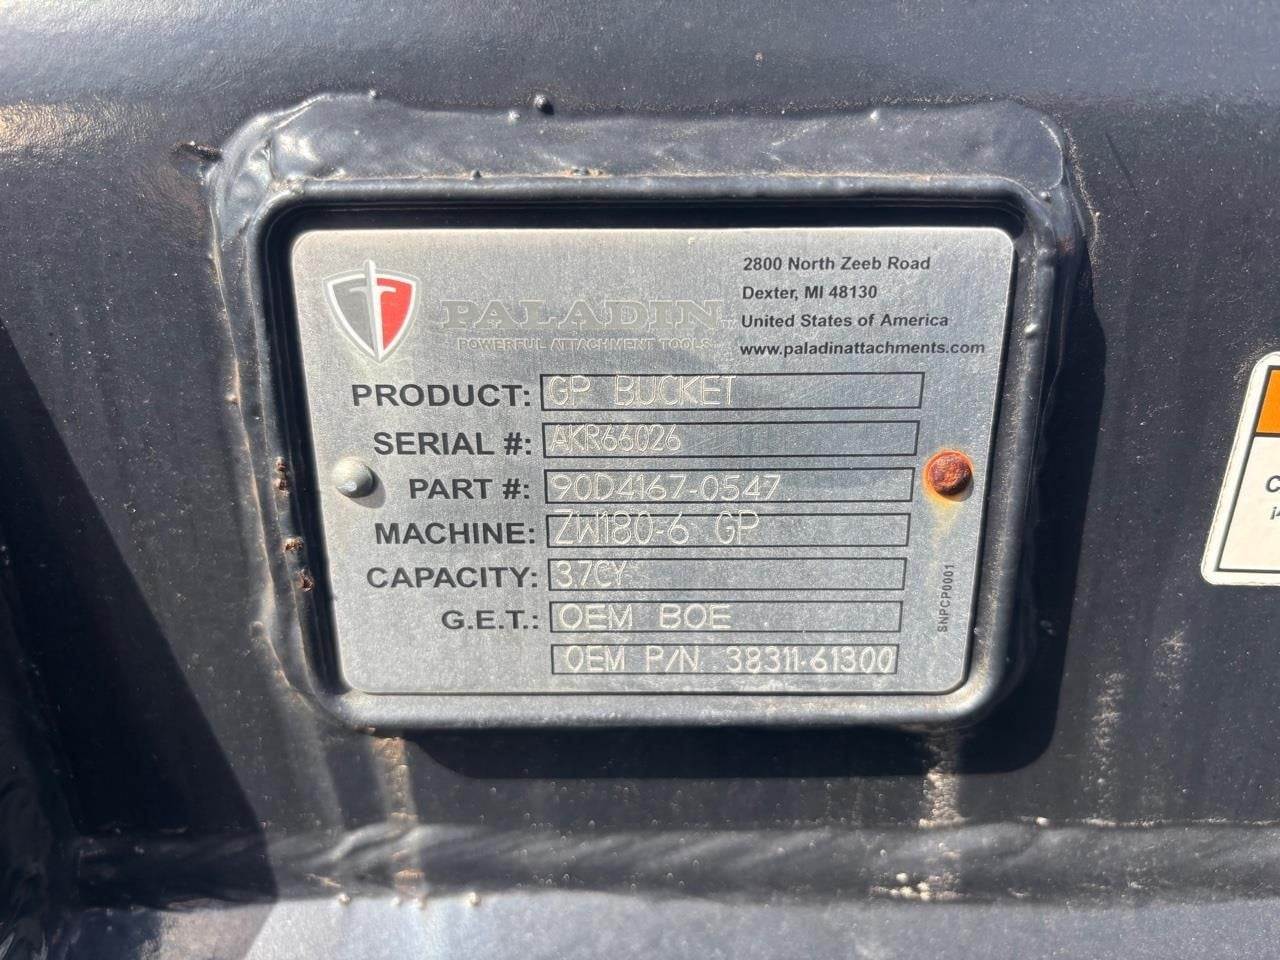 PALADIN
POWERFUL ATTACHMENT TOOLS
2800 North Zeeb Road
Dexter, MI 48130
United States of America
www.paladinattachments.com
PRODUCT: GP BUCKET
SERIAL #: AKR66026
PART #: 90D4167-0547
MACHINE: ZW180-6 GP
CAPACITY: 3.7CY
G.E.T.: OEM BOE
OEM P/N: 38311-61300
SNPCP0001